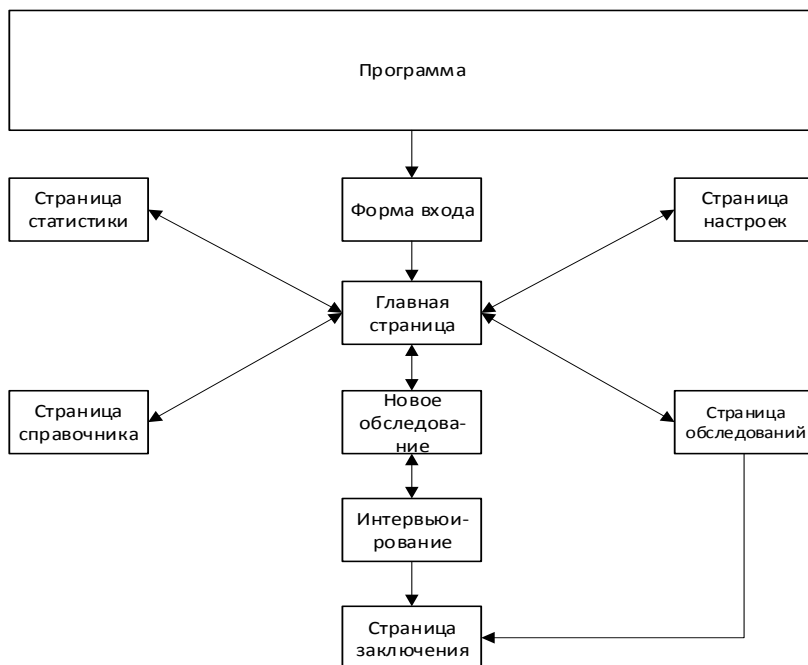 Программа
Страница
статистики
Форма входа
Страница
настроек
Главная
страница
Страница
справочника
Новое
обследова-
ние
Страница
обследований
Интервьюи-
рование
Страница
заключения